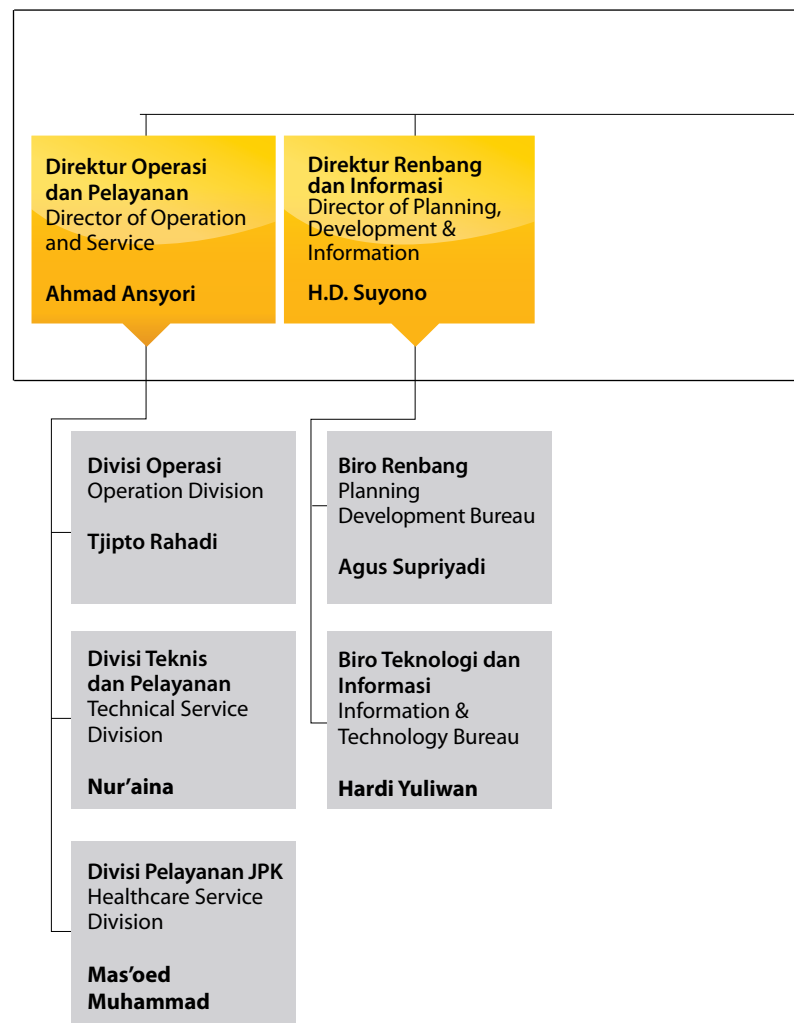 Direktur Operasi
dan Pelayanan
Director of Operation
and Service
Ahmad Ansyori
Direktur Renbang
dan Informasi
Director of Planning,
Development &
Information
H.D. Suyono
Divisi Operasi
Operation Division
Tjipto Rahadi
Divisi Teknis
dan Pelayanan
Technical Service
Division
Nur’aina
Divisi Pelayanan JPK
Healthcare Service
Division
Mas’oed
Muhammad
Biro Renbang
Planning
Development Bureau
Agus Supriyadi
Biro Teknologi dan
Informasi
Information &
Technology Bureau
Hardi Yuliwan